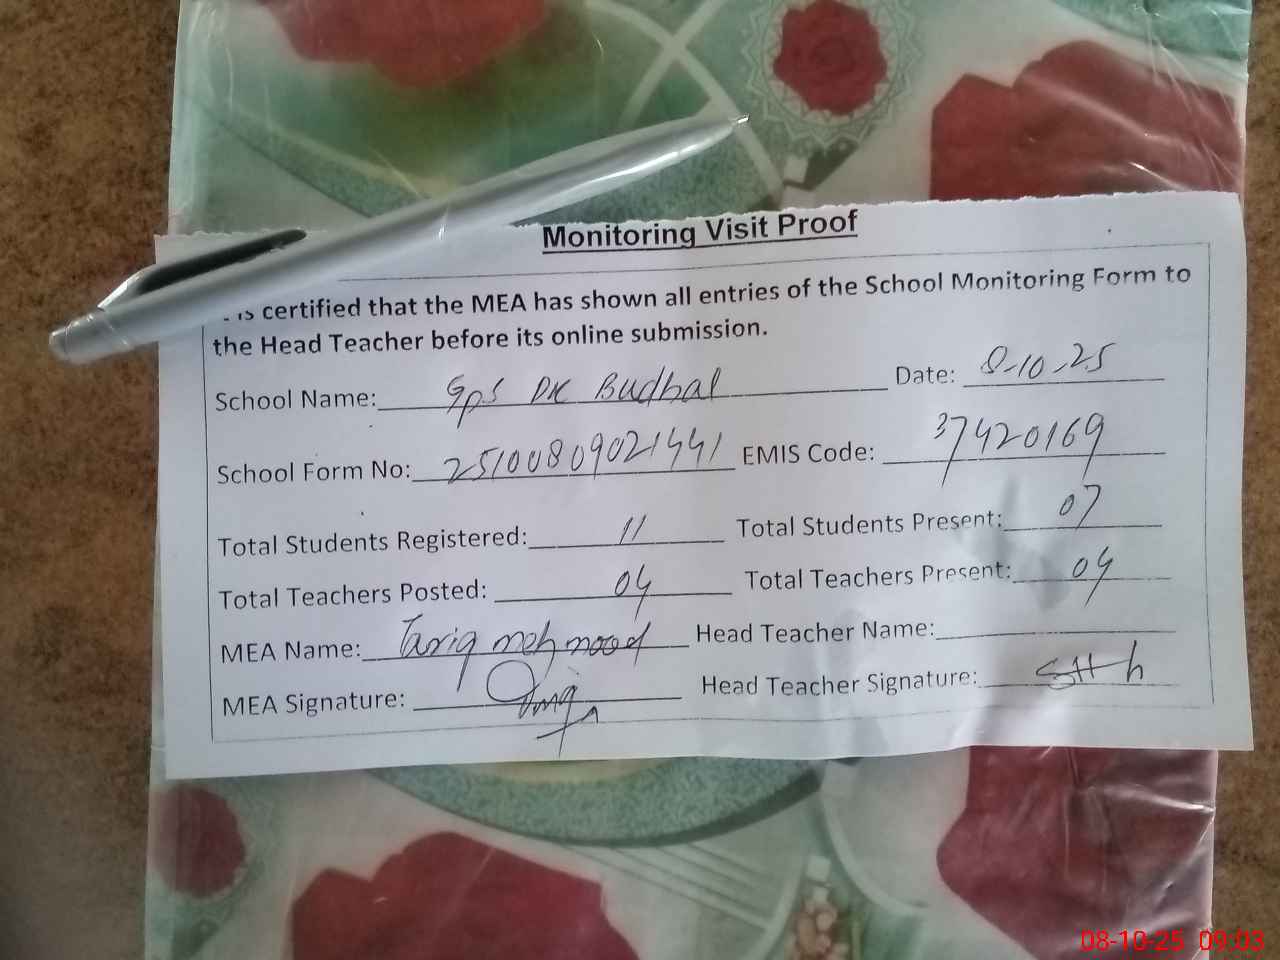 Monitoring Visit Proof
is certified that the MEA has shown all entries of the School Monitoring Form to
the Head Teacher before its online submission.
School Name: Gps DK Budhal Date: 8-10-25
School Form No: 25100809021441 EMIS Code: 37420169
Total Students Registered: 11 Total Students Present: 07
Total Teachers Posted: 04 Total Teachers Present: 04
MEA Name: Tariq mehmood Head Teacher Name:
MEA Signature: Head Teacher Signature:
08-10-25 09:03